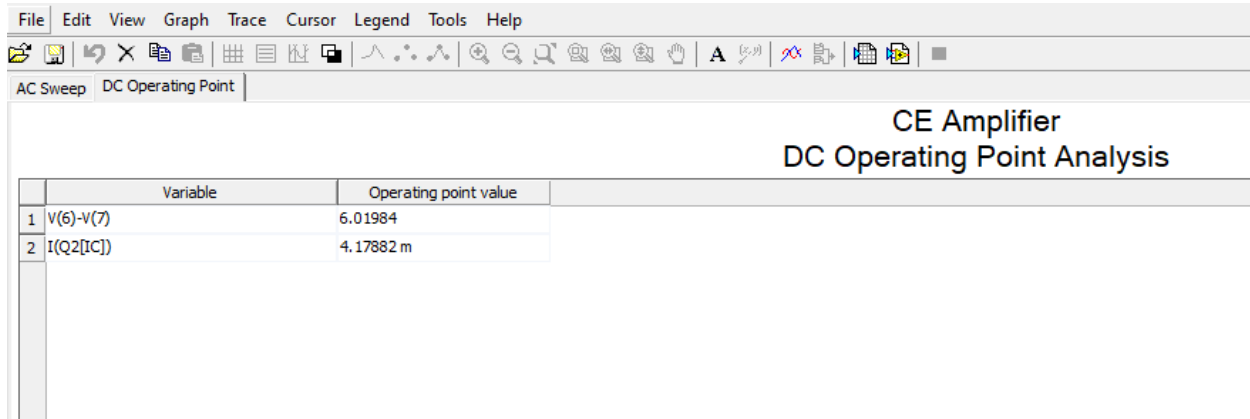 File Edit View Graph Trace Cursor Legend Tools Help
A (x,y)
AC Sweep DC Operating Point
CE Amplifier
DC Operating Point Analysis
Variable Operating point value
1 V(6)-V(7) 6.01984
2 I(Q2[IC]) 4.17882 m